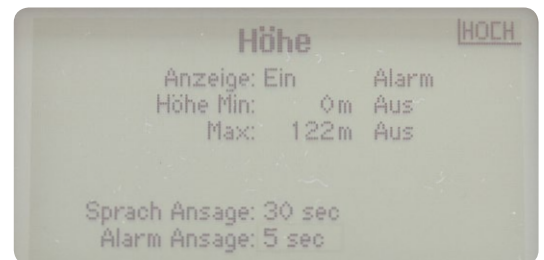 Höhe HOCH
Anzeige: Ein Alarm
Höhe Min: 0m Aus
Max: 122m Aus
Sprach Ansage: 30 sec
Alarm Ansage: 5 sec